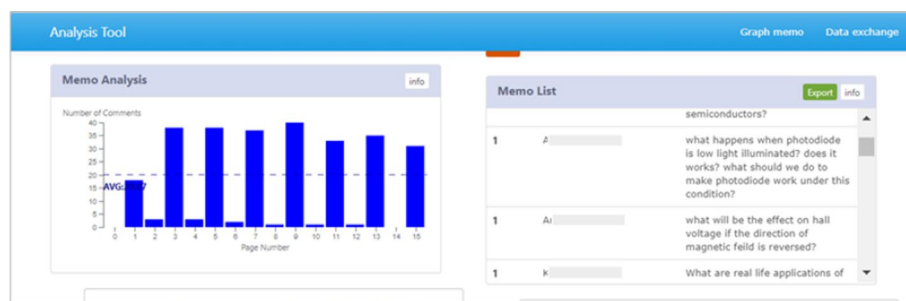 Analysis Tool
Graph memo Data exchange
Memo Analysis
info
Number of Comments
40
35
30
25
20
15
10
5
0
AVG:
0 1 2 3 4 5 6 7 8 9 10 11 12 13 14 15
Page Number
Memo List
Export info
semiconductors?
1 A what happens when photodiode
is low light illuminated? does it
works? what should we do to
make photodiode work under this
condition?
1 what will be the effect on hall
voltage if the direction of
magnetic feild is reversed?
1 K What are real life applications of